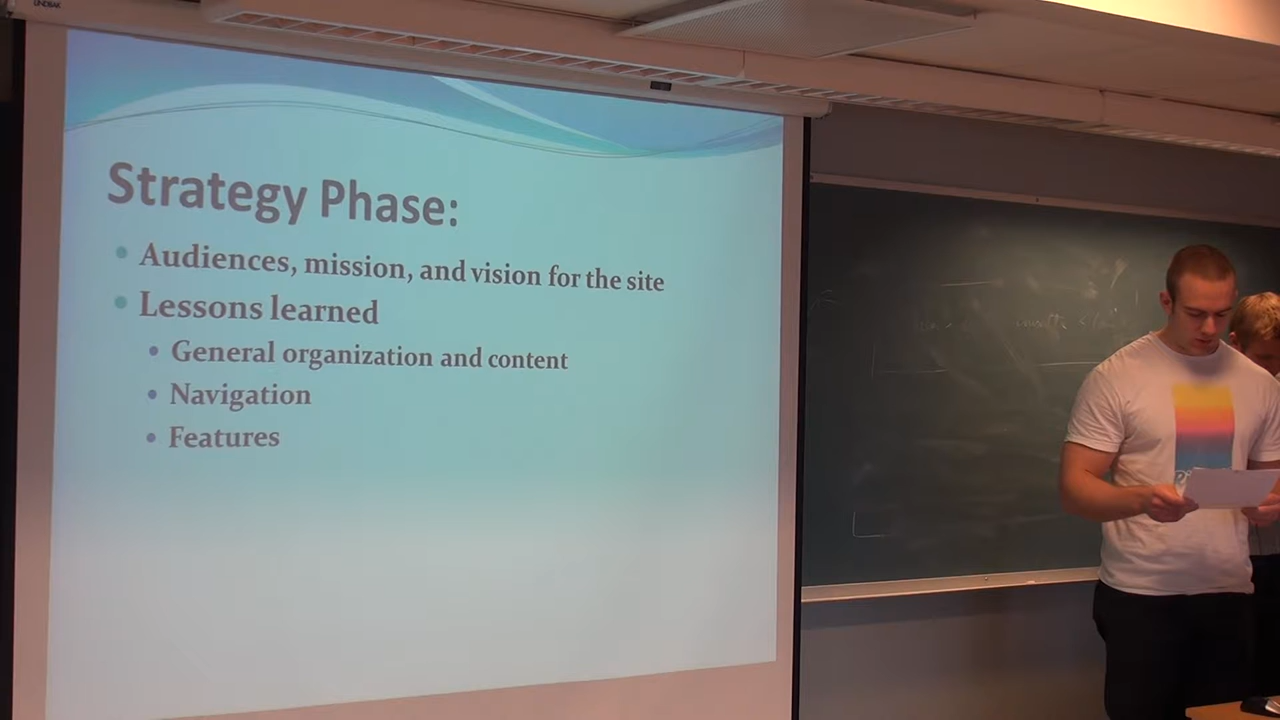 Strategy Phase:
Audiences, mission, and vision for the site
Lessons learned
General organization and content
Navigation
Features